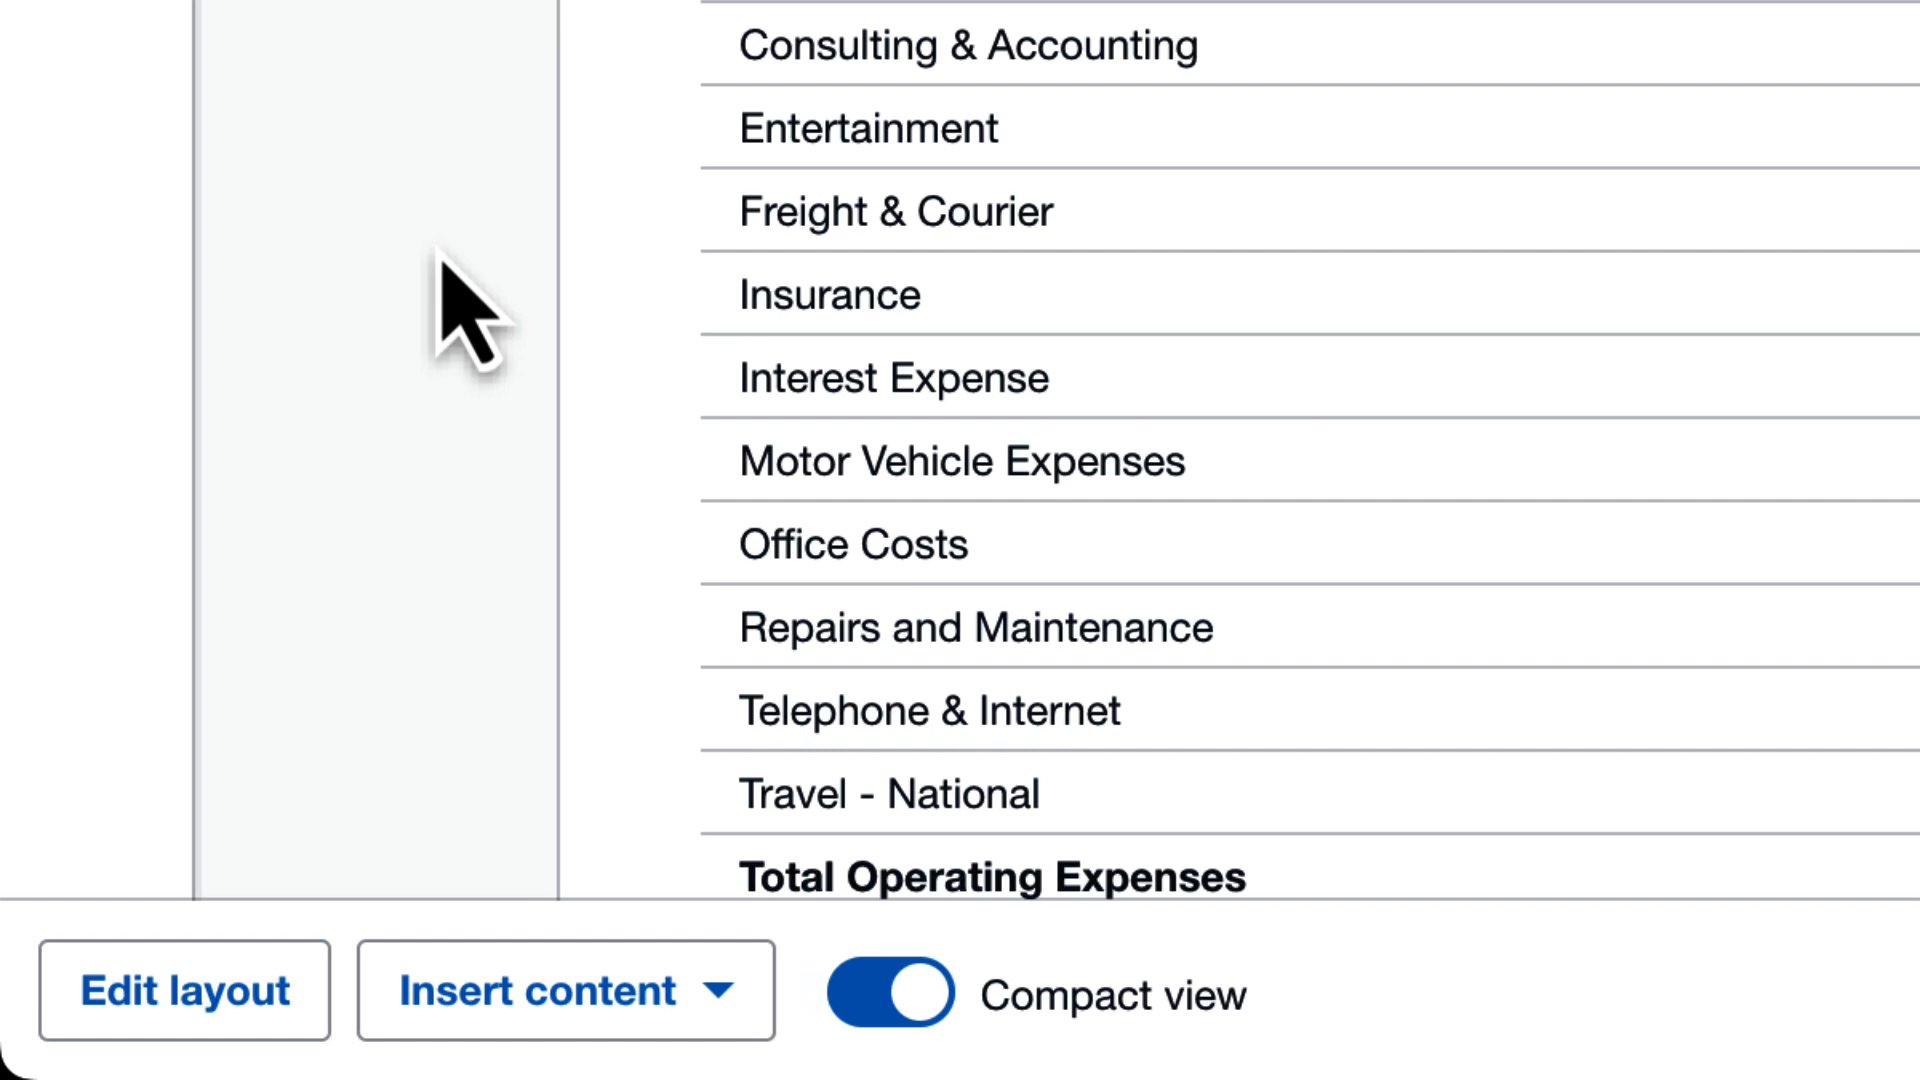 Consulting & Accounting
Entertainment
Freight & Courier
Insurance
Interest Expense
Motor Vehicle Expenses
Office Costs
Repairs and Maintenance
Telephone & Internet
Travel - National
Total Operating Expenses
Edit layout
Insert content
Compact view